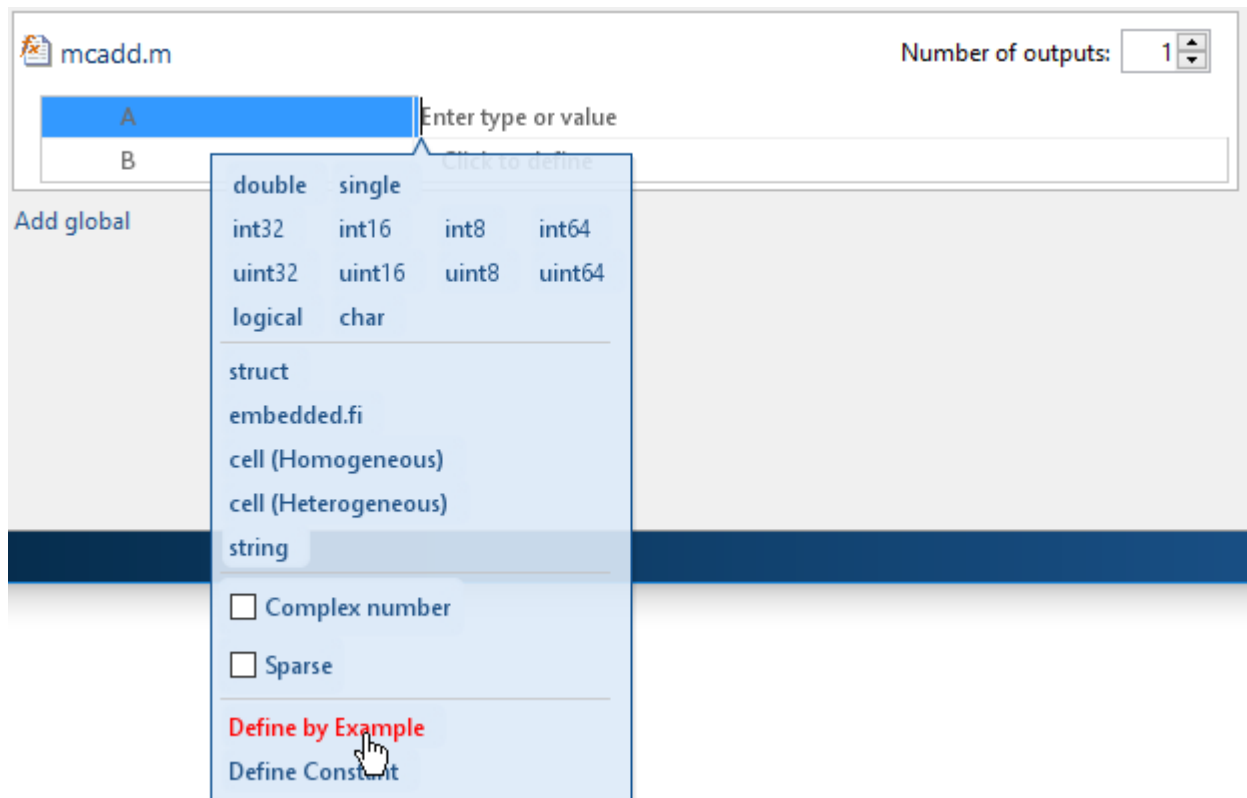 mcadd.m Number of outputs: 1
A Enter type or value
B Click to define
Add global
double single
int32 int16 int8 int64
uint32 uint16 uint8 uint64
logical char
struct
embedded.fi
cell (Homogeneous)
cell (Heterogeneous)
string
Complex number
Sparse
Define by Example
Define Constant